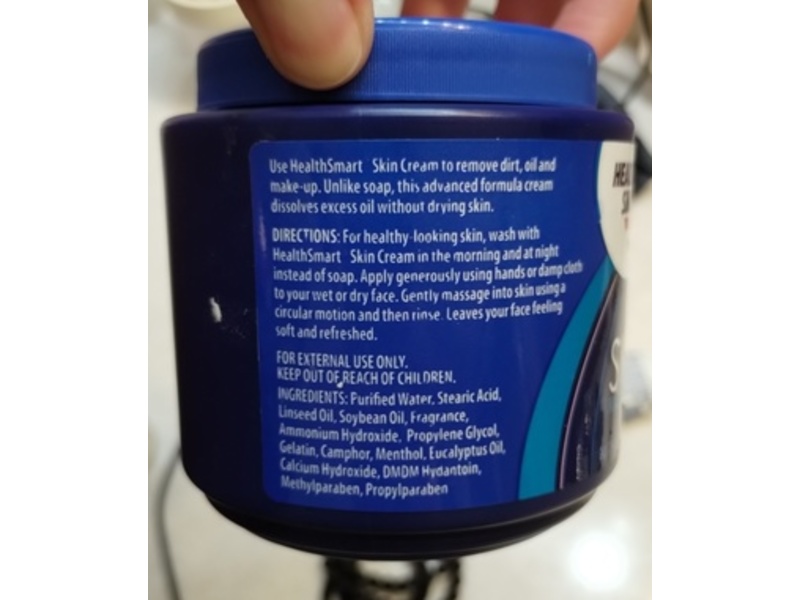 Use HealthSmart Skin Cream to remove dirt, oil and
make-up. Unlike soap, this advanced formula cream
dissolves excess oil without drying skin.
DIRECTIONS: For healthy-looking skin, wash with
HealthSmart Skin Cream in the morning and at night
instead of soap. Apply generously using hands or damp cloth
to your wet or dry face. Gently massage into skin using a
circular motion and then rinse. Leaves your face feeling
soft and refreshed.
FOR EXTERNAL USE ONLY.
KEEP OUT OF REACH OF CHILDREN.
INGREDIENTS: Purified Water, Stearic Acid,
Linseed Oil, Soybean Oil, Fragrance,
Ammonium Hydroxide, Propylene Glycol,
Gelatin, Camphor, Menthol, Eucalyptus Oil,
Calcium Hydroxide, DMDM Hydantoin,
Methylparaben, Propylparaben